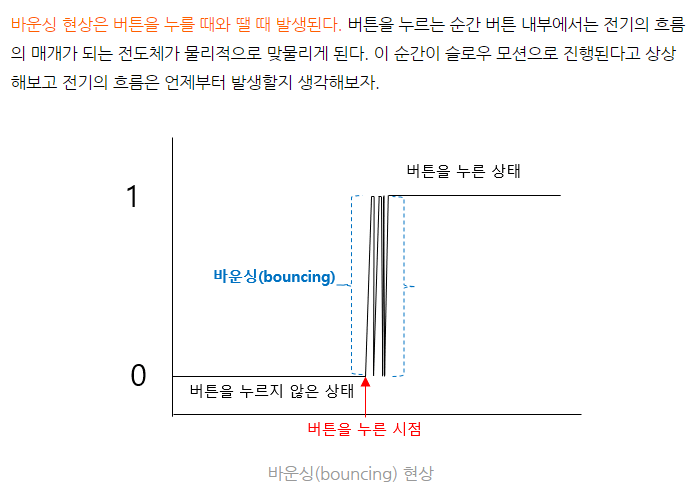 바운싱 현상은 버튼을 누를 때와 땔 때 발생된다. 버튼을 누르는 순간 버튼 내부에서는 전기의 흐름
의 매개가 되는 전도체가 물리적으로 맞물리게 된다. 이 순간이 슬로우 모션으로 진행된다고 상상
해보고 전기의 흐름은 언제부터 발생할지 생각해보자.
버튼을 누른 상태
1
바운싱(bouncing)
0
버튼을 누르지 않은 상태
버튼을 누른 시점
바운싱(bouncing) 현상